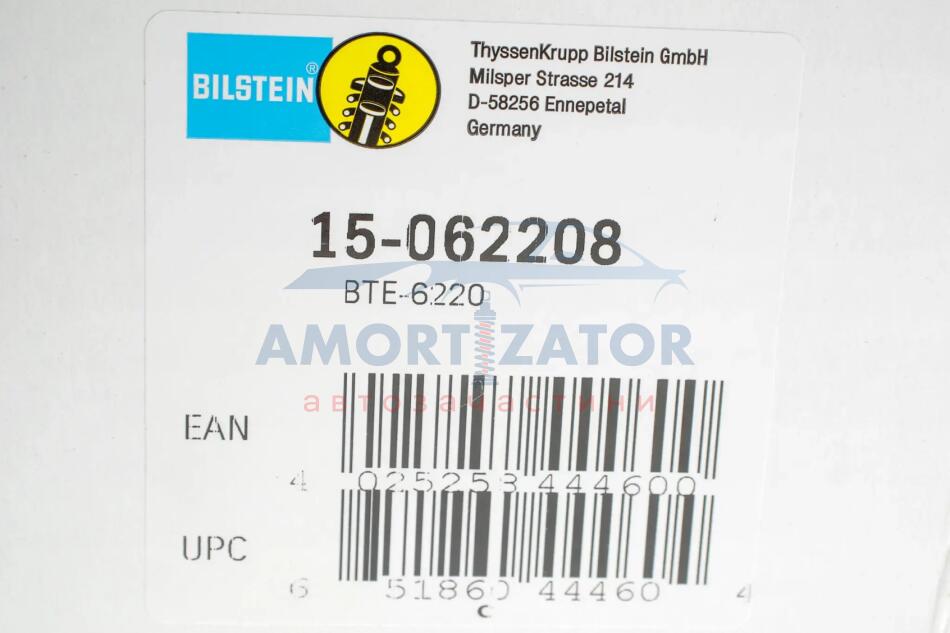 BILSTEIN®
ThyssenKrupp Bilstein GmbH
Milsper Strasse 214
D-58256 Ennepetal
Germany
15-062208
BTE-6220
AMORTIZATOR
автозапчастини
EAN
4 025258 444600
UPC
6 51860 44460 4
C